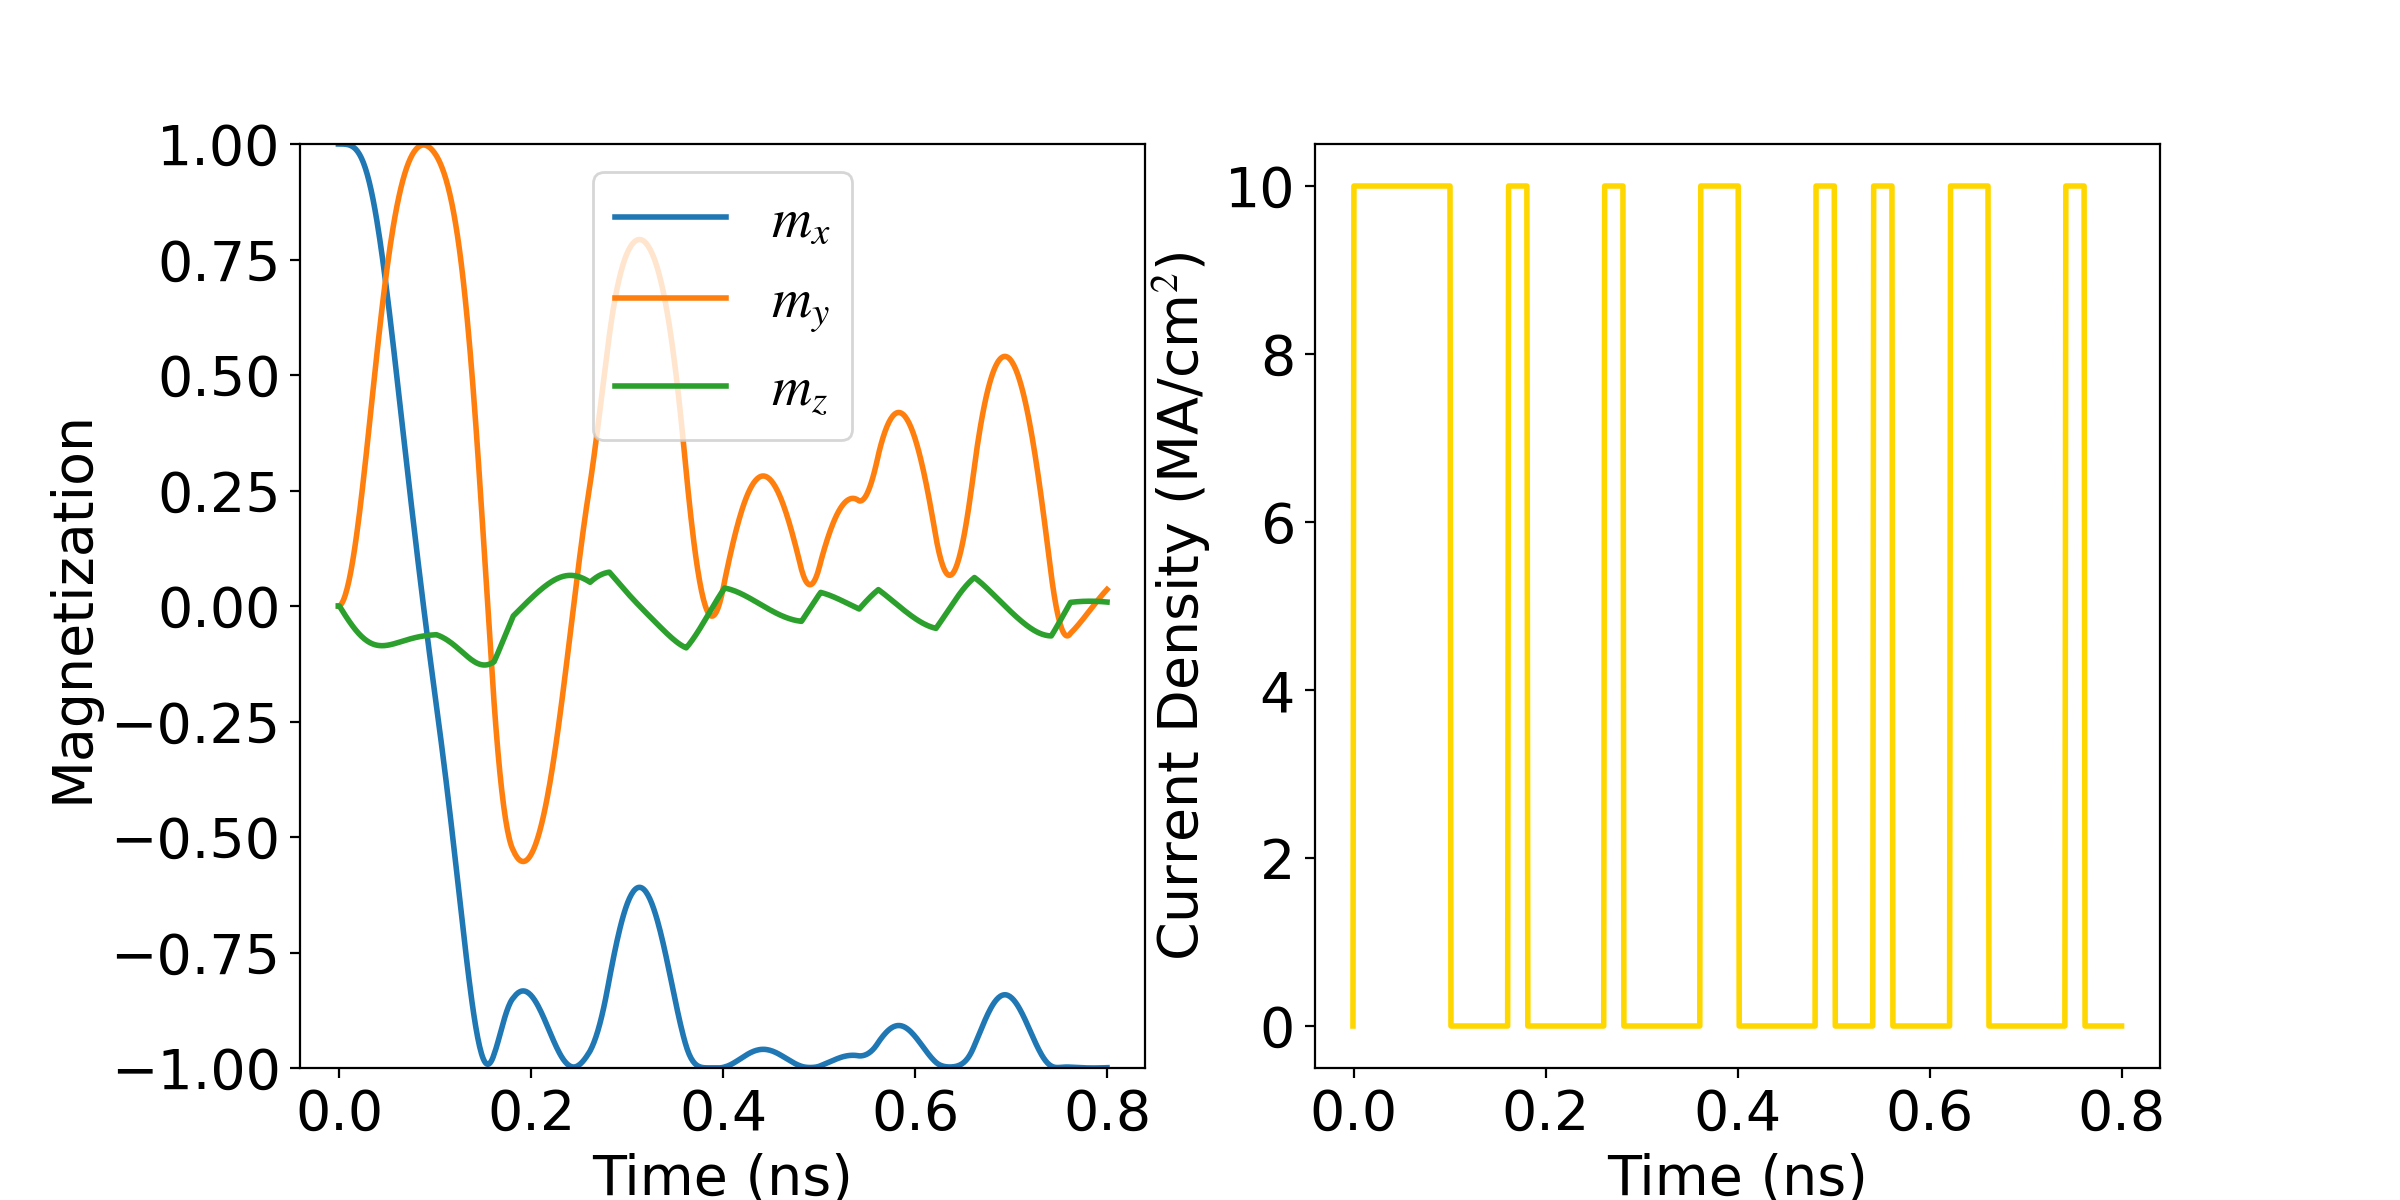 1.00
0.75
0.50
0.25
0.00
−0.25
−0.50
−0.75
−1.00
Magnetization
0.0 0.2 0.4 0.6 0.8
Time (ns)
m_x
m_y
m_z
10
8
6
4
2
0
Current Density (MA/cm²)
0.0 0.2 0.4 0.6 0.8
Time (ns)